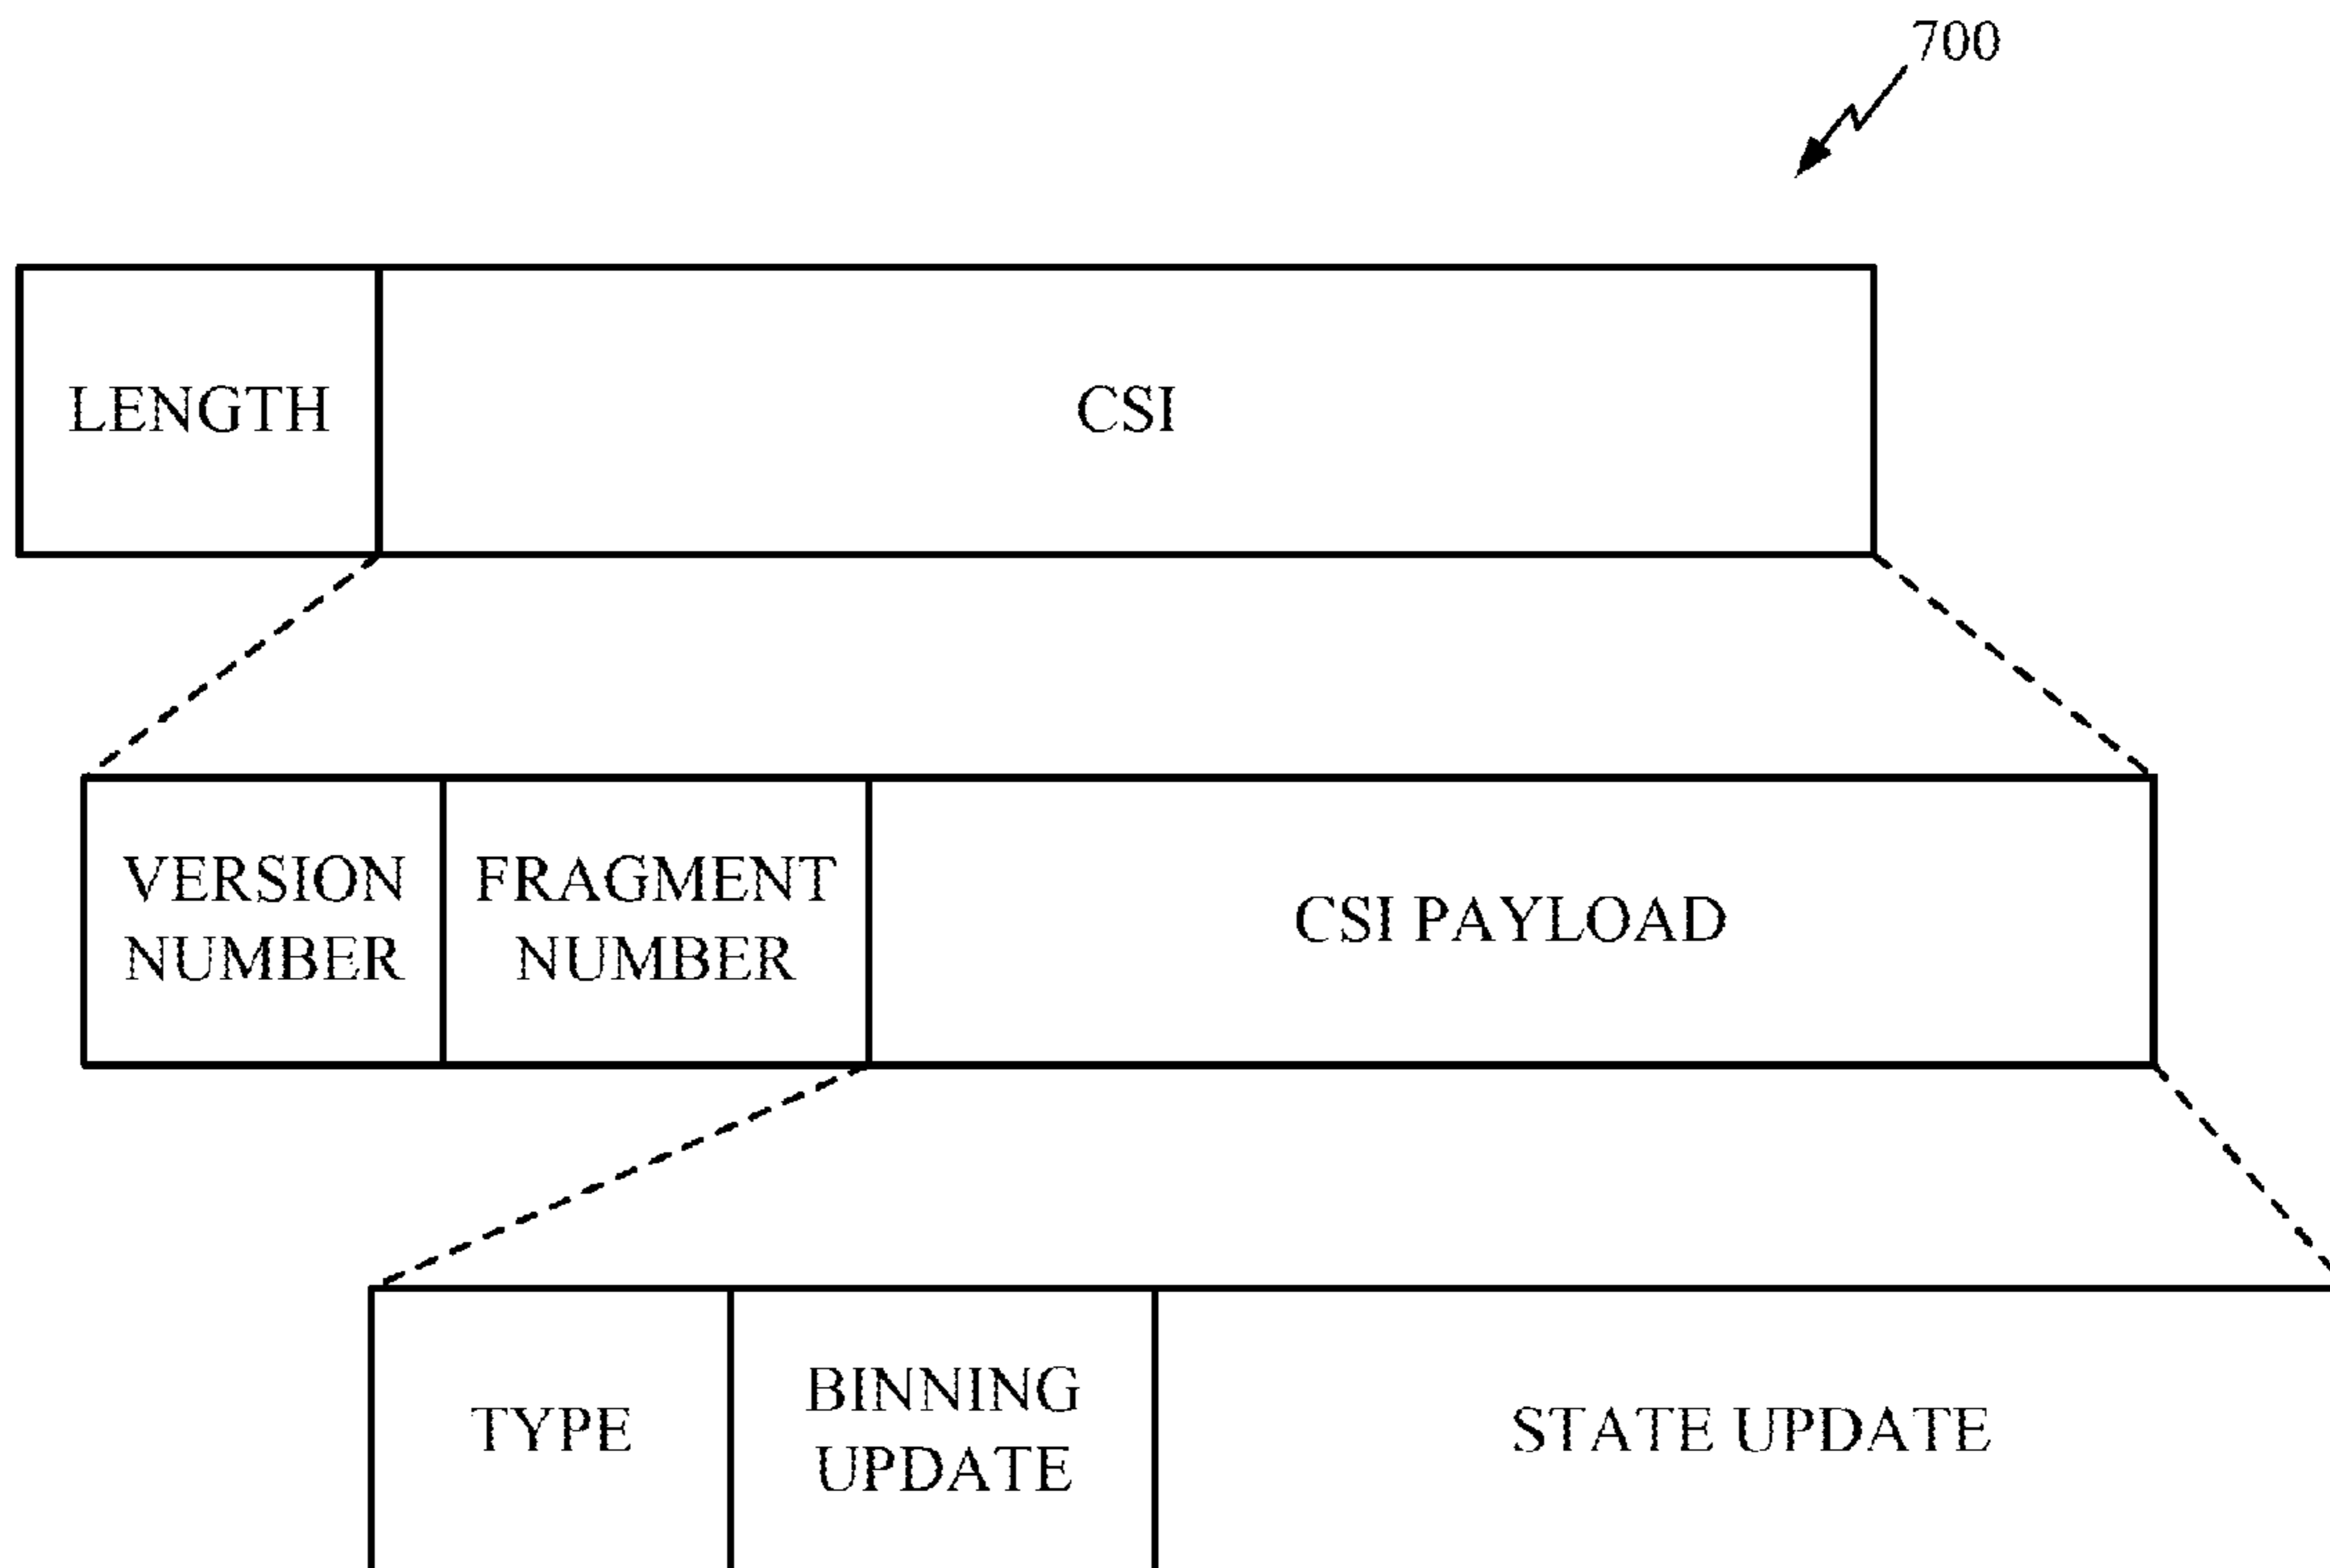 700
LENGTH
CSI
VERSION
NUMBER
FRAGMENT
NUMBER
CSI PAYLOAD
TYPE
BINNING
UPDATE
STATE UPDATE